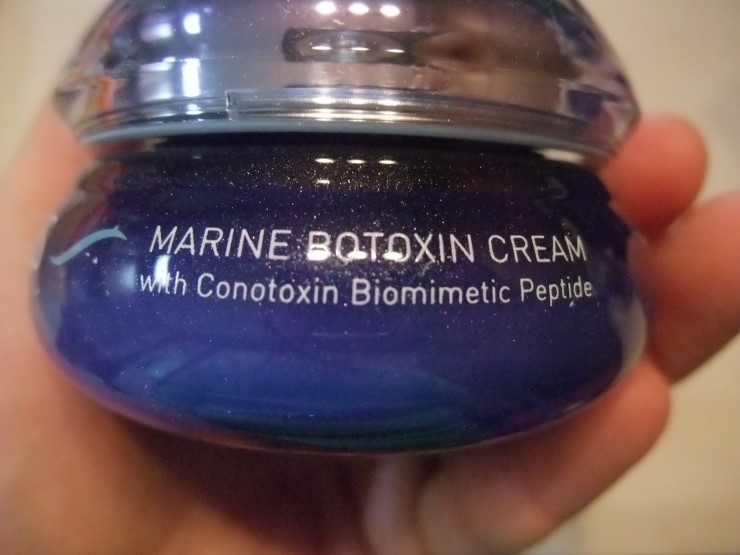 MARINE BOTOXIN CREAM
with Conotoxin Biomimetic Peptide